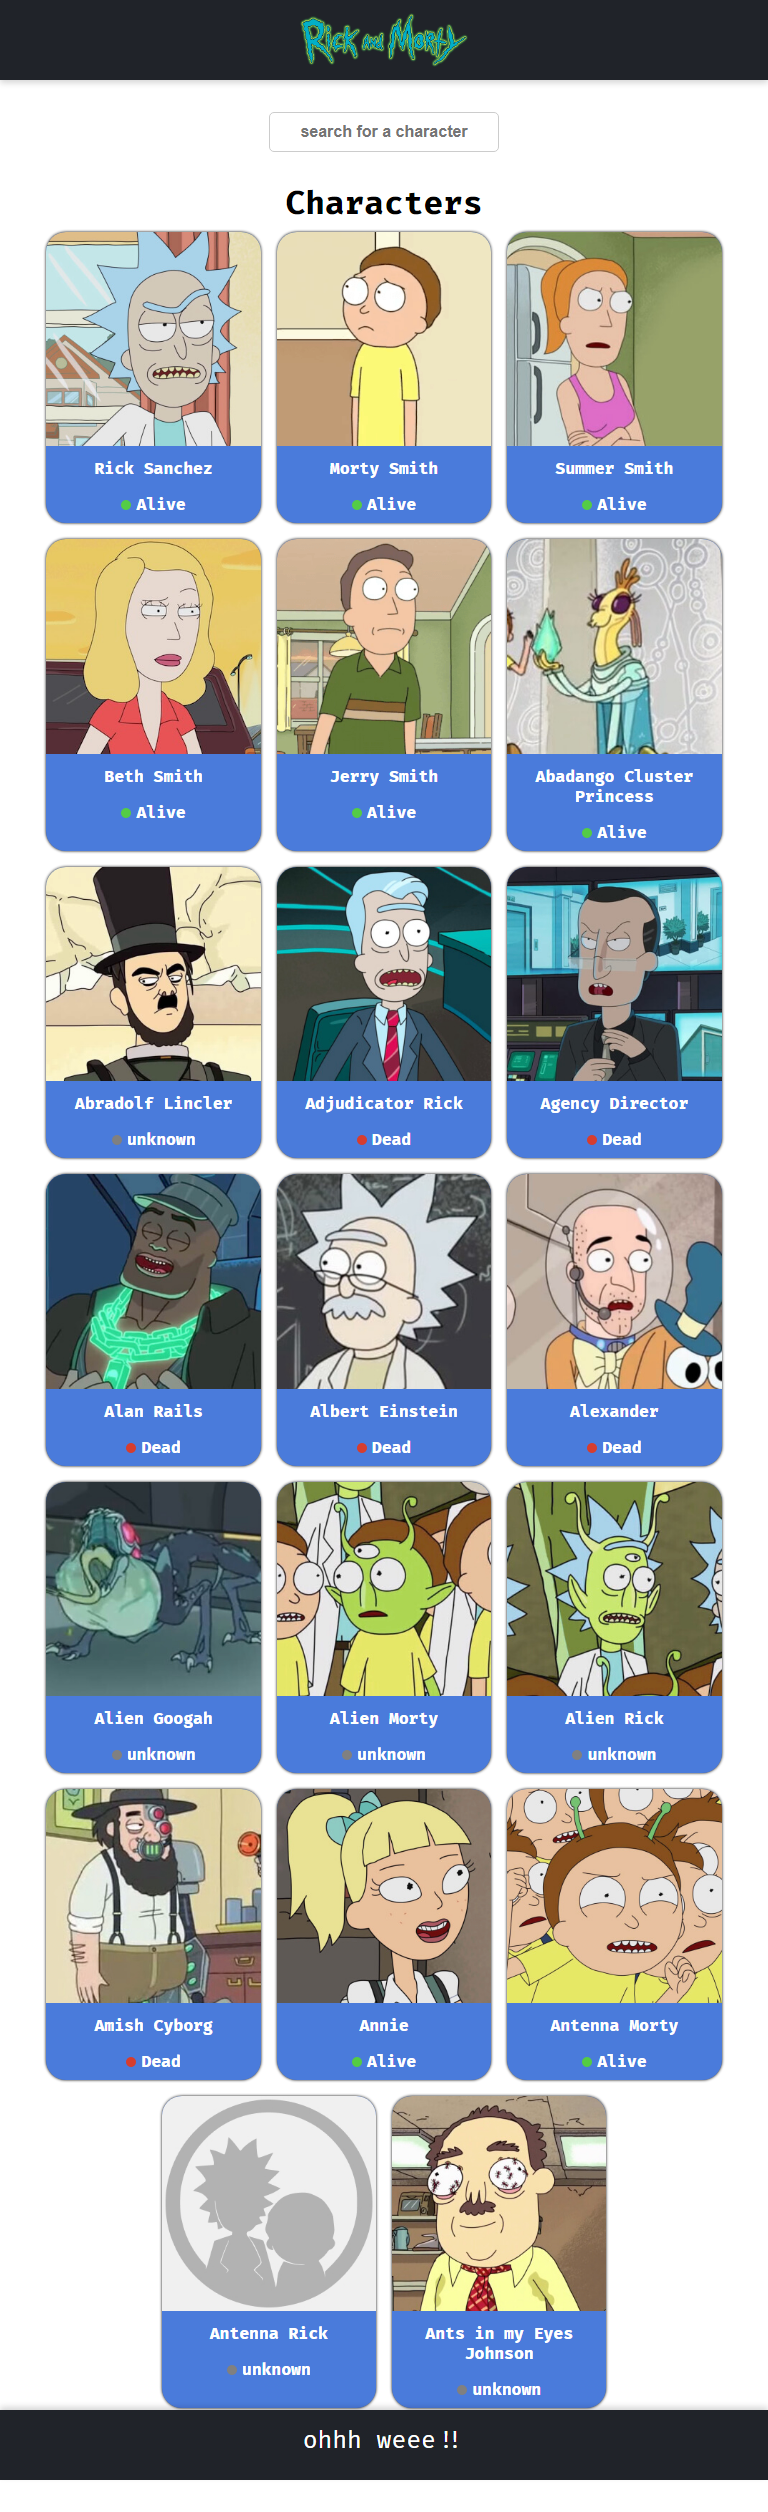 Rick and Morty
search for a character
Characters
Rick Sanchez
Alive
Morty Smith
Alive
Summer Smith
Alive
Beth Smith
Alive
Jerry Smith
Alive
Abadango Cluster
Princess
Alive
Abradolf Lincler
unknown
Adjudicator Rick
Dead
Agency Director
Dead
Alan Rails
Dead
Albert Einstein
Dead
Alexander
Dead
Alien Googah
unknown
Alien Morty
unknown
Alien Rick
unknown
Amish Cyborg
Dead
Annie
Alive
Antenna Morty
Alive
Antenna Rick
unknown
Ants in my Eyes
Johnson
unknown
ohhh weee!!